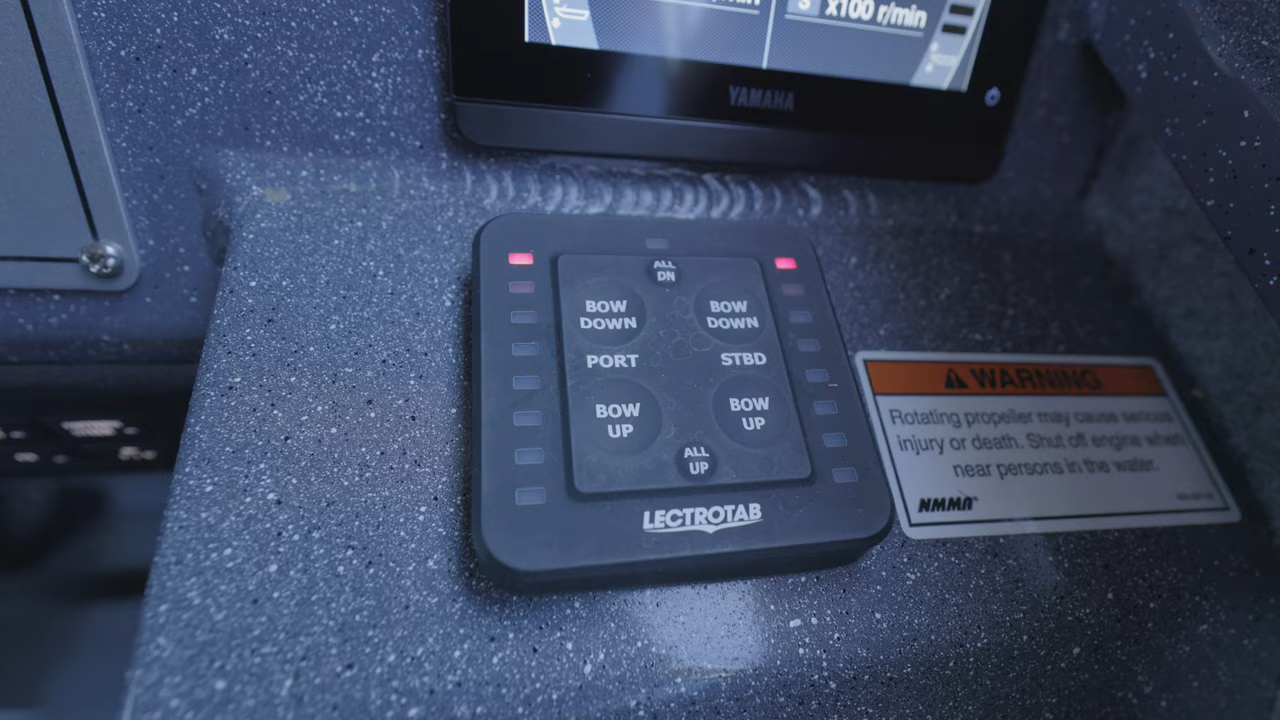 x100 r/min
YAMAHA
ALL
DN
BOW
DOWN
BOW
DOWN
PORT
STBD
BOW
UP
BOW
UP
ALL
UP
LECTROTAB
WARNING
Rotating propeller may cause serious
injury or death. Shut off engine when
near persons in the water.
NMMA